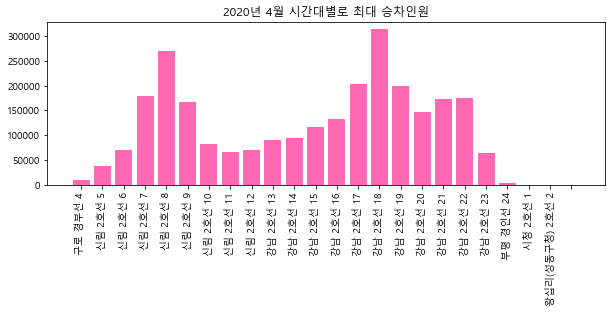 2020년 4월 시간대별로 최대 승차인원
300000
250000
200000
150000
100000
50000
0
구로 경부선 4
신림 2호선 5
신림 2호선 6
신림 2호선 7
신림 2호선 8
신림 2호선 9
신림 2호선 10
신림 2호선 11
신림 2호선 12
강남 2호선 13
강남 2호선 14
강남 2호선 15
강남 2호선 16
강남 2호선 17
강남 2호선 18
강남 2호선 19
강남 2호선 20
강남 2호선 21
강남 2호선 22
강남 2호선 23
부평 경인선 24
시청 2호선 1
왕십리(성동구청) 2호선 2